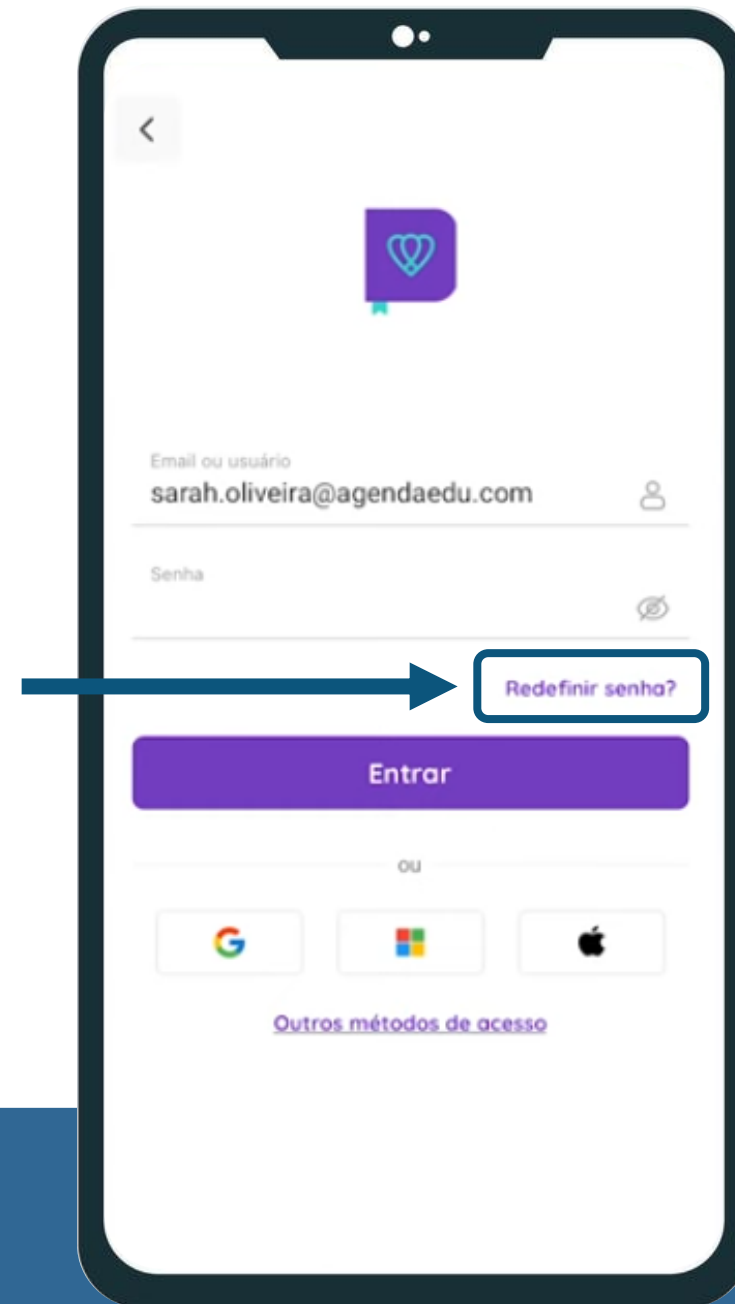 Email ou usuário
sarah.oliveira@agendaedu.com
Senha
Redefinir senha?
Entrar
ou
Outros métodos de acesso